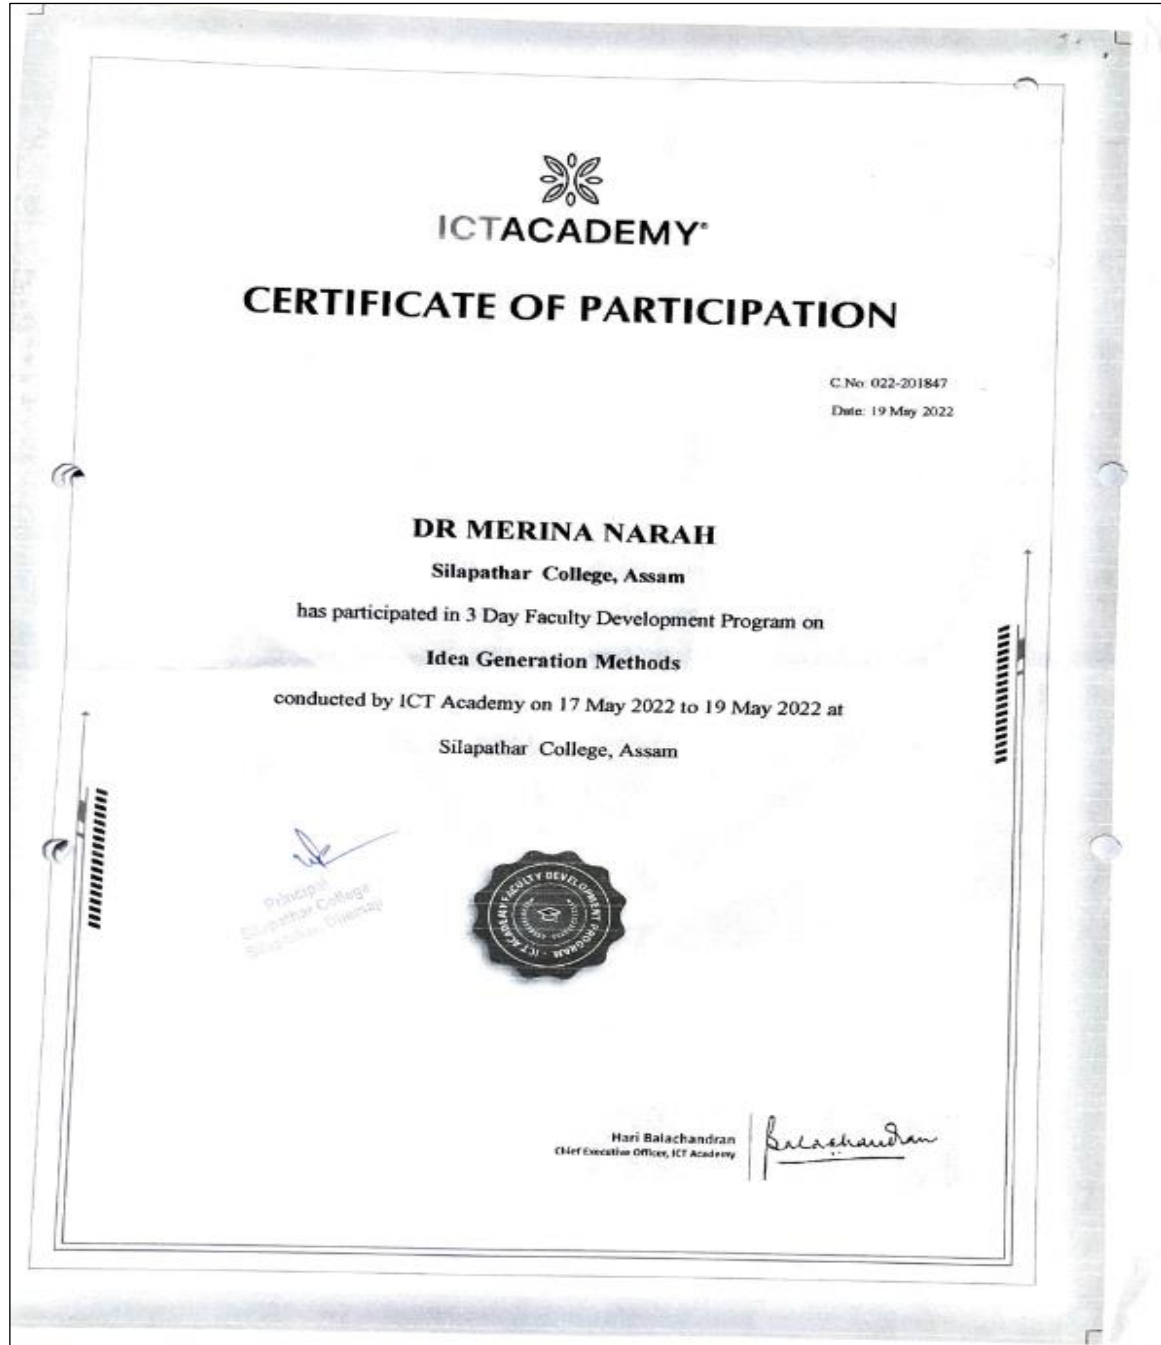 ICTACADEMY®
CERTIFICATE OF PARTICIPATION
C.No: 022-201847
Date: 19 May 2022
DR MERINA NARAH
Silapathar College, Assam
has participated in 3 Day Faculty Development Program on
Idea Generation Methods
conducted by ICT Academy on 17 May 2022 to 19 May 2022 at
Silapathar College, Assam
Principal
Silapathar College
Silapathar, Dhemaji
ICT ACADEMY FACULTY DEVELOPMENT PROGRAM
Hari Balachandran
Chief Executive Officer, ICT Academy
Balachandran